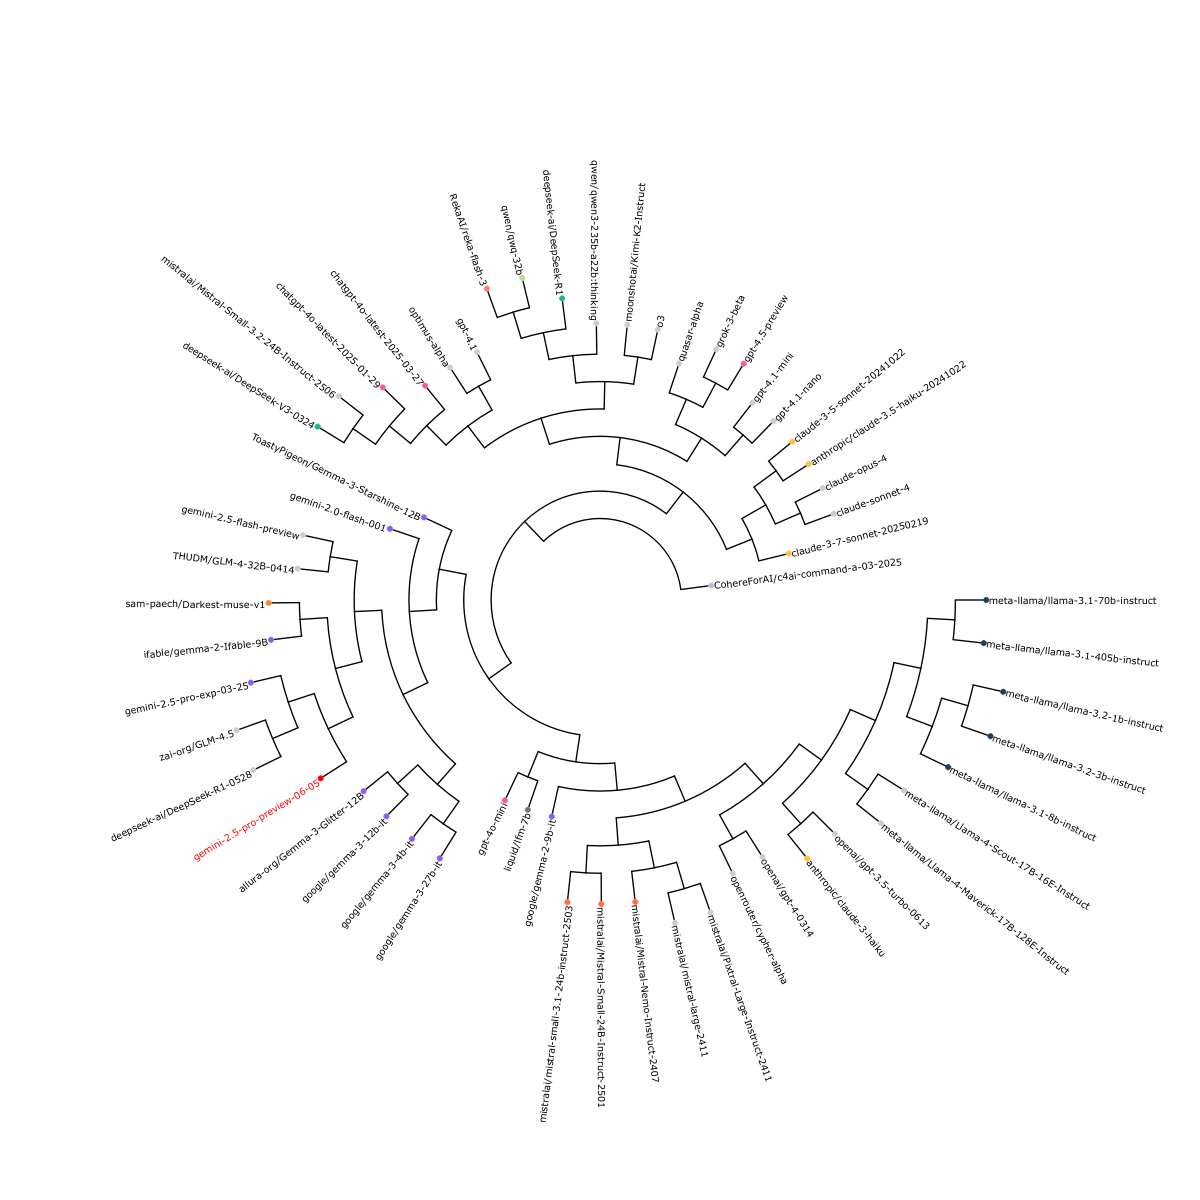 RekaAI/reka-flash-3
qwen/qwq-32b
deepseek-ai/DeepSeek-R1
qwen/qwen3-235b-a22b:thinking
moonshotai/Kimi-K2-Instruct
o3
quasar-alpha
grok-3-beta
gpt-4.5-preview
gpt-4.1-mini
gpt-4.1-nano
claude-3-5-sonnet-20241022
anthropic/claude-3.5-haiku-20241022
claude-opus-4
claude-sonnet-4
claude-3-7-sonnet-20250219
CohereForAI/c4ai-command-a-03-2025
meta-llama/llama-3.1-70b-instruct
meta-llama/llama-3.1-405b-instruct
meta-llama/llama-3.2-1b-instruct
meta-llama/llama-3.2-3b-instruct
meta-llama/llama-3.1-8b-instruct
meta-llama/Llama-4-Scout-17B-16E-Instruct
meta-llama/Llama-4-Maverick-17B-128E-Instruct
openai/gpt-3.5-turbo-0613
anthropic/claude-3-haiku
openai/gpt-4-0314
openrouter/cypher-alpha
mistralai/Pixtral-Large-Instruct-2411
mistralai/mistral-large-2411
mistralai/Mistral-Nemo-Instruct-2407
mistralai/Mistral-Small-24B-Instruct-2501
mistralai/mistral-small-3.1-24b-instruct-2503
google/gemma-2-9b-it
liquid/lfm-7b
gpt-4o-mini
google/gemma-3-27b-it
google/gemma-3-4b-it
google/gemma-3-12b-it
allura-org/Gemma-3-Glitter-12B
gemini-2.5-pro-preview-06-05
deepseek-ai/DeepSeek-R1-0528
zai-org/GLM-4.5
gemini-2.5-pro-exp-03-25
ifable/gemma-2-Ifable-9B
sam-paech/Darkest-muse-v1
THUDM/GLM-4-32B-0414
gemini-2.5-flash-preview
gemini-2.0-flash-001
ToastyPigeon/Gemma-3-Starshine-12B
deepseek-ai/DeepSeek-V3-0324
mistralai/Mistral-Small-3.2-24B-Instruct-2506
chatgpt-4o-latest-2025-01-29
chatgpt-4o-latest-2025-03-27
optimus-alpha
gpt-4.1